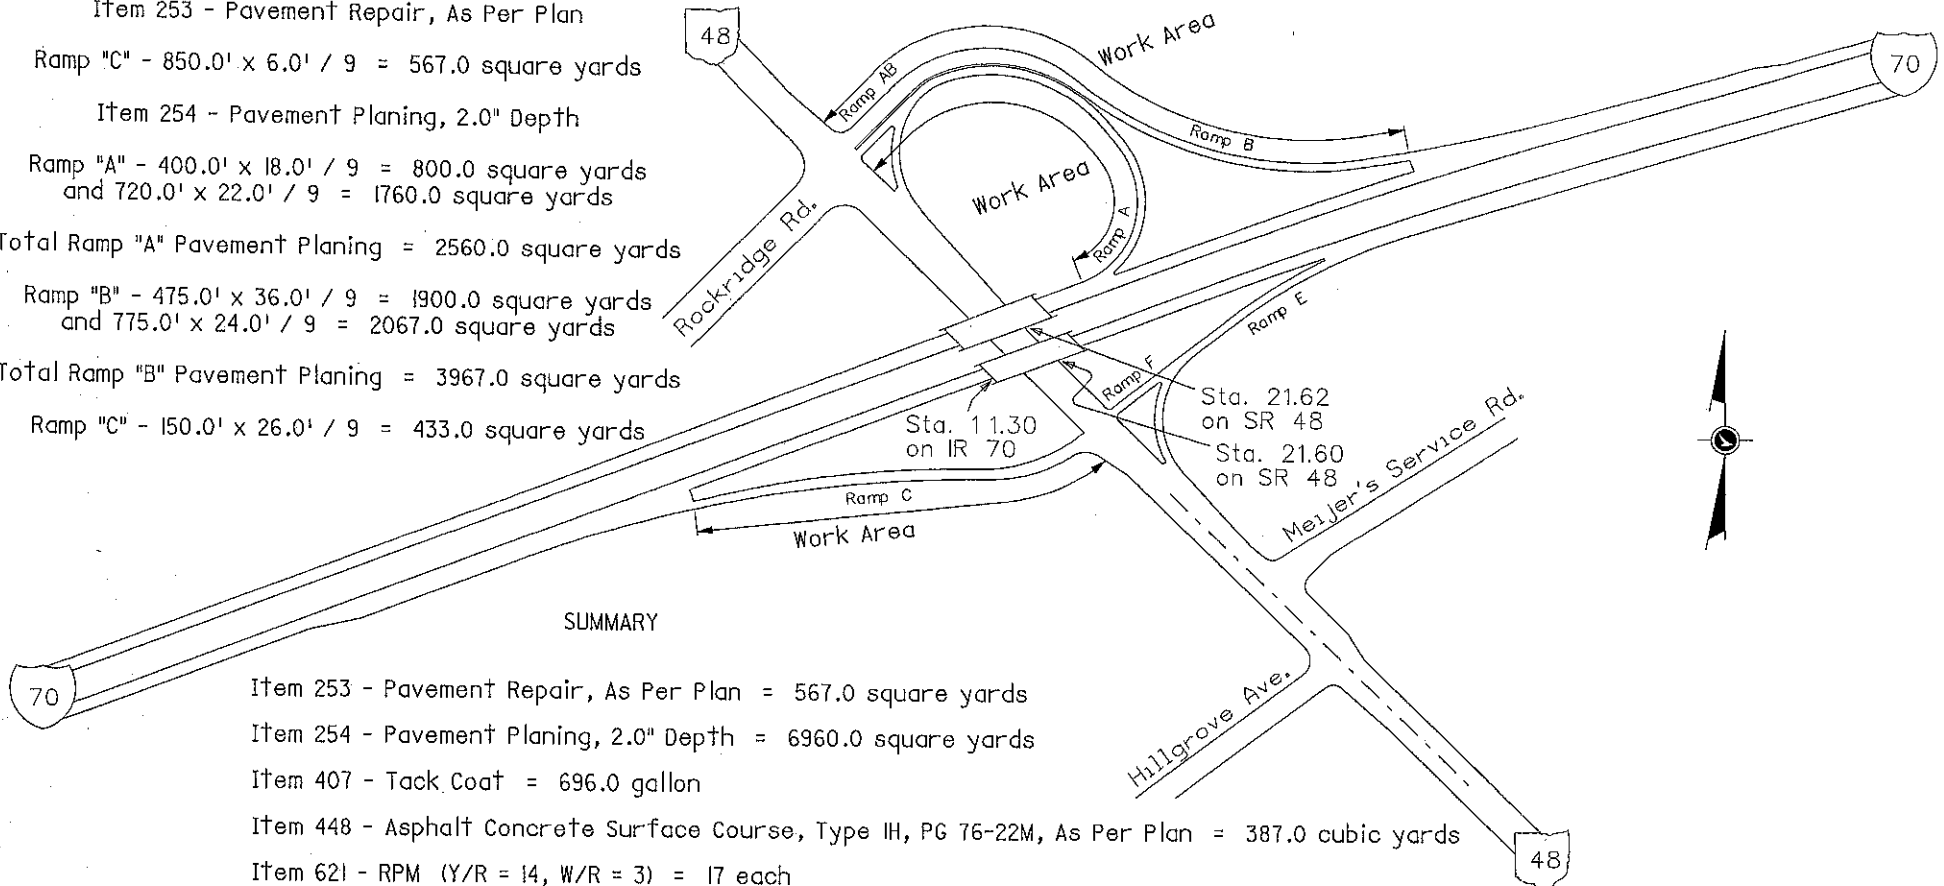 Item 253 - Pavement Repair, As Per Plan
Ramp "C" - 850.0' x 6.0' / 9 = 567.0 square yards
Item 254 - Pavement Planing, 2.0" Depth
Ramp "A" - 400.0' x 18.0' / 9 = 800.0 square yards
and 720.0' x 22.0' / 9 = 1760.0 square yards
Total Ramp "A" Pavement Planing = 2560.0 square yards
Ramp "B" - 475.0' x 36.0' / 9 = 1900.0 square yards
and 775.0' x 24.0' / 9 = 2067.0 square yards
Total Ramp "B" Pavement Planing = 3967.0 square yards
Ramp "C" - 150.0' x 26.0' / 9 = 433.0 square yards
48
Work Area
70
Ramp AB
Ramp B
Work Area
Ramp A
Rockridge Rd.
Ramp E
Ramp F
Sta. 21.62
on SR 48
Sta. 11.30
on IR 70
Sta. 21.60
on SR 48
Meijer's Service Rd.
Ramp C
Work Area
70
Hillgrove Ave.
48
SUMMARY
Item 253 - Pavement Repair, As Per Plan = 567.0 square yards
Item 254 - Pavement Planing, 2.0" Depth = 6960.0 square yards
Item 407 - Tack Coat = 696.0 gallon
Item 448 - Asphalt Concrete Surface Course, Type IH, PG 76-22M, As Per Plan = 387.0 cubic yards
Item 621 - RPM (Y/R = 14, W/R = 3) = 17 each